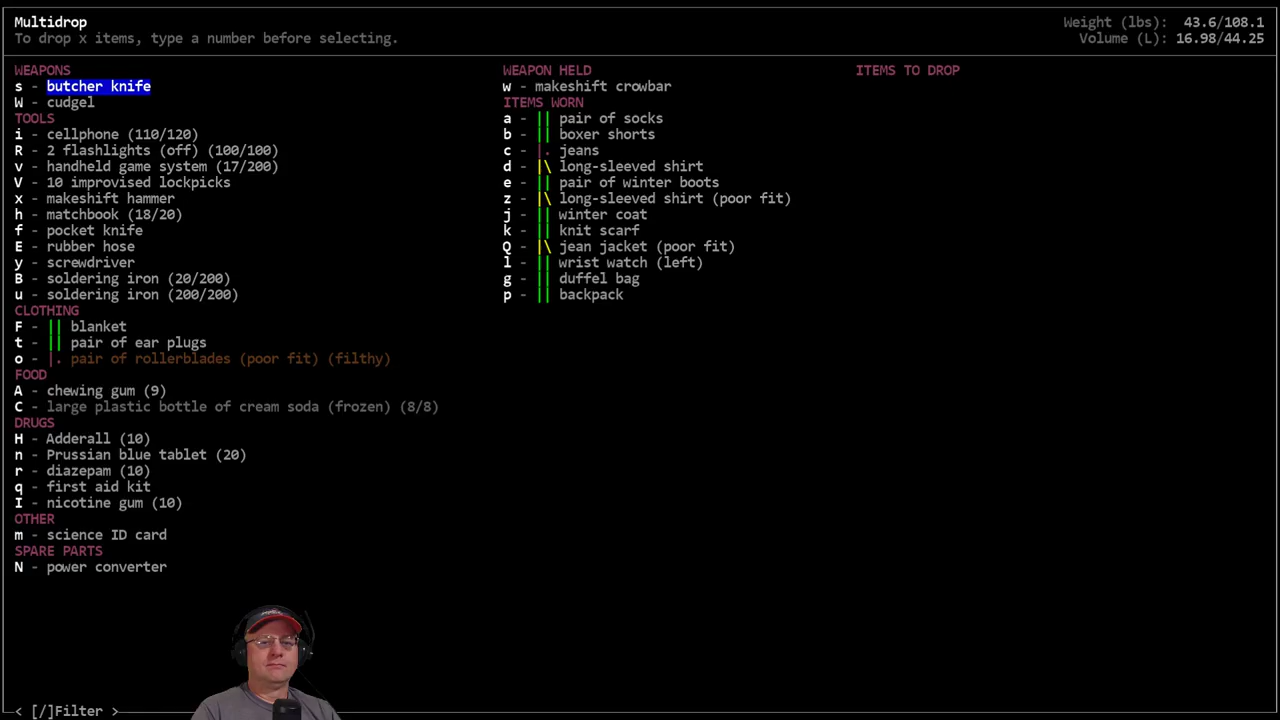 Multidrop
To drop x items, type a number before selecting.
Weight (lbs): 43.6/108.1
Volume (L): 16.98/44.25
WEAPONS
s - butcher knife
W - cudgel
TOOLS
i - cellphone (110/120)
R - 2 flashlights (off) (100/100)
v - handheld game system (17/200)
V - 10 improvised lockpicks
x - makeshift hammer
h - matchbook (18/20)
f - pocket knife
E - rubber hose
y - screwdriver
B - soldering iron (20/200)
u - soldering iron (200/200)
CLOTHING
F - || blanket
t - || pair of ear plugs
o - |. pair of rollerblades (poor fit) (filthy)
FOOD
A - chewing gum (9)
C - large plastic bottle of cream soda (frozen) (8/8)
DRUGS
H - Adderall (10)
n - Prussian blue tablet (20)
r - diazepam (10)
q - first aid kit
I - nicotine gum (10)
OTHER
m - science ID card
SPARE PARTS
N - power converter
WEAPON HELD
w - makeshift crowbar
ITEMS WORN
a - || pair of socks
b - || boxer shorts
c - |. jeans
d - |\ long-sleeved shirt
e - || pair of winter boots
z - |\ long-sleeved shirt (poor fit)
j - || winter coat
k - || knit scarf
Q - |\ jean jacket (poor fit)
l - || wrist watch (left)
g - || duffel bag
p - || backpack
ITEMS TO DROP
< [/]Filter >